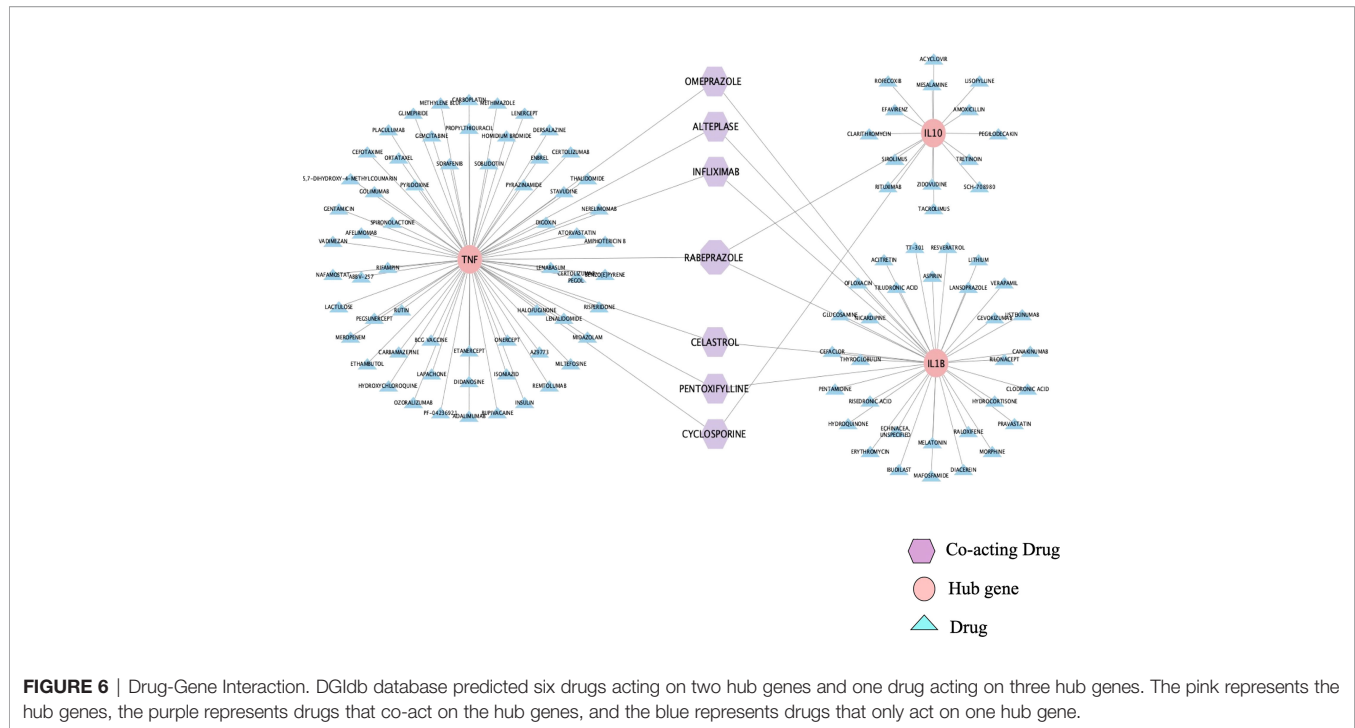 OMEPRAZOLE
ALTEPLASE
INFLIXIMAB
RABEPRAZOLE
CELASTROL
PENTOXIFYLLINE
CYCLOSPORINE
TNF
METHYLENE BLUE
CARBOPLATIN
METHIMAZOLE
GLIMEPIRIDE
LENERCEPT
PLACULUMAB
GEMCITABINE
PROPYLTHIOURACIL
HOMIDIUM BROMIDE
DERSALAZINE
CEFOTAXIME
ORTATAXEL
SORAFENIB
SOBLIDOTIN
ENBREL
CERTOLIZUMAB
5,7-DIHYDROXY-4-METHYLCOUMARIN
PYRIDOXINE
PYRAZINAMIDE
THALIDOMIDE
GOLIMUMAB
STAVUDINE
GENTAMICIN
NERELIMOMAB
SPIRONOLACTONE
DIGOXIN
AFELIMOMAB
ATORVASTATIN
VADIMEZAN
AMPHOTERICIN B
NAFAMOSTAT
ABBV-257
RIFAMPIN
LENABASUM
CERTOLIZUMAB
PEGOL
BENZO[E]PYRENE
LACTULOSE
PEGSUNERCEPT
RUTIN
HALOFUGINONE
RISPERIDONE
LENALIDOMIDE
MEROPENEM
MIDAZOLAM
ETHAMBUTOL
CARBAMAZEPINE
BCG VACCINE
ETANERCEPT
ONERCEPT
AZ9773
MILTEFOSINE
HYDROXYCHLOROQUINE
LAPACHONE
DIDANOSINE
ISONIAZID
REMTOLUMAB
OZORALIZUMAB
PF-04236921
ADALIMUMAB
BUPIVACAINE
INSULIN
IL10
ACYCLOVIR
ROFECOXIB
MESALAMINE
LISOFYLLINE
EFAVIRENZ
AMOXICILLIN
CLARITHROMYCIN
PEGILODECAKIN
SIROLIMUS
TRETINOIN
RITUXIMAB
ZIDOVUDINE
SCH-708980
TACROLIMUS
IL1B
TT-301
RESVERATROL
ACITRETIN
LITHIUM
OFLOXACIN
TILUDRONIC ACID
ASPIRIN
LANSOPRAZOLE
VERAPAMIL
GLUCOSAMINE
NICARDIPINE
GEVOKIZUMAB
USTEKINUMAB
CEFACLOR
THYROGLOBULIN
CANAKINUMAB
RILONACEPT
PENTAMIDINE
RISEDRONIC ACID
CLODRONIC ACID
HYDROCORTISONE
HYDROQUINONE
ECHINACEA,
UNSPECIFIED
MELATONIN
RALOXIFENE
PRAVASTATIN
ERYTHROMYCIN
MORPHINE
IBUDILAST
MAFOSFAMIDE
DIACEREIN
Co-acting Drug
Hub gene
Drug
FIGURE 6 | Drug-Gene Interaction. DGIdb database predicted six drugs acting on two hub genes and one drug acting on three hub genes. The pink represents the
hub genes, the purple represents drugs that co-act on the hub genes, and the blue represents drugs that only act on one hub gene.